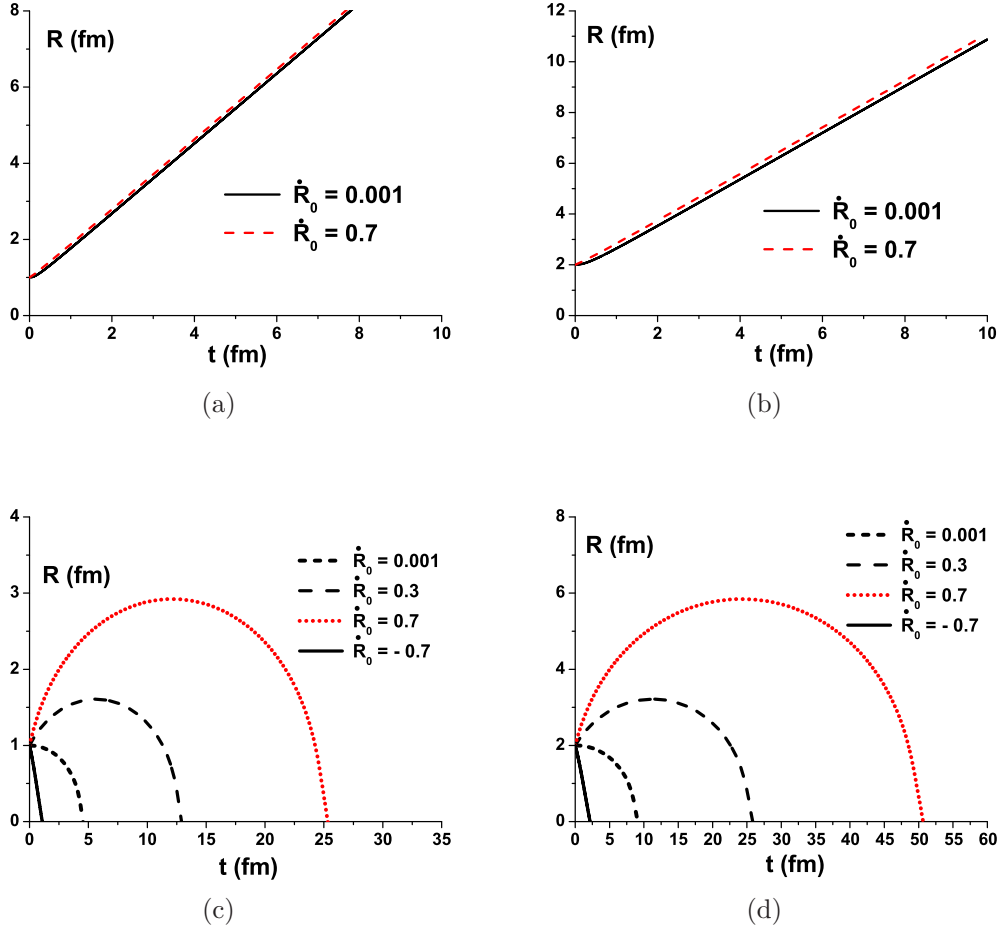 R (fm)
8
6
4
2
0
0 2 4 6 8 10
t (fm)
Ṙ₀ = 0.001
Ṙ₀ = 0.7
(a)
R (fm)
12
10
8
6
4
2
0
0 2 4 6 8 10
t (fm)
Ṙ₀ = 0.001
Ṙ₀ = 0.7
(b)
R (fm)
4
3
2
1
0
0 5 10 15 20 25 30 35
t (fm)
Ṙ₀ = 0.001
Ṙ₀ = 0.3
Ṙ₀ = 0.7
Ṙ₀ = - 0.7
(c)
R (fm)
8
6
4
2
0
0 5 10 15 20 25 30 35 40 45 50 55 60
t (fm)
Ṙ₀ = 0.001
Ṙ₀ = 0.3
Ṙ₀ = 0.7
Ṙ₀ = - 0.7
(d)